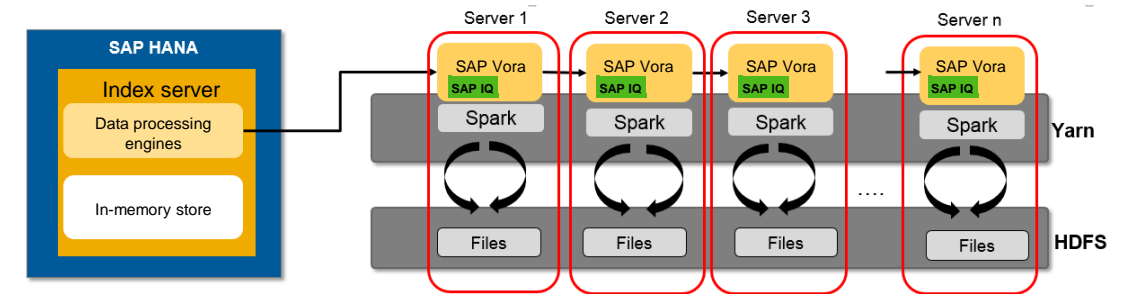 Server 1
Server 2
Server 3
Server n
SAP HANA
Index server
Data processing
engines
In-memory store
SAP Vora
SAP IQ
Spark
Files
SAP Vora
SAP IQ
Spark
Files
SAP Vora
SAP IQ
Spark
Files
....
SAP Vora
SAP IQ
Spark
Files
Yarn
HDFS